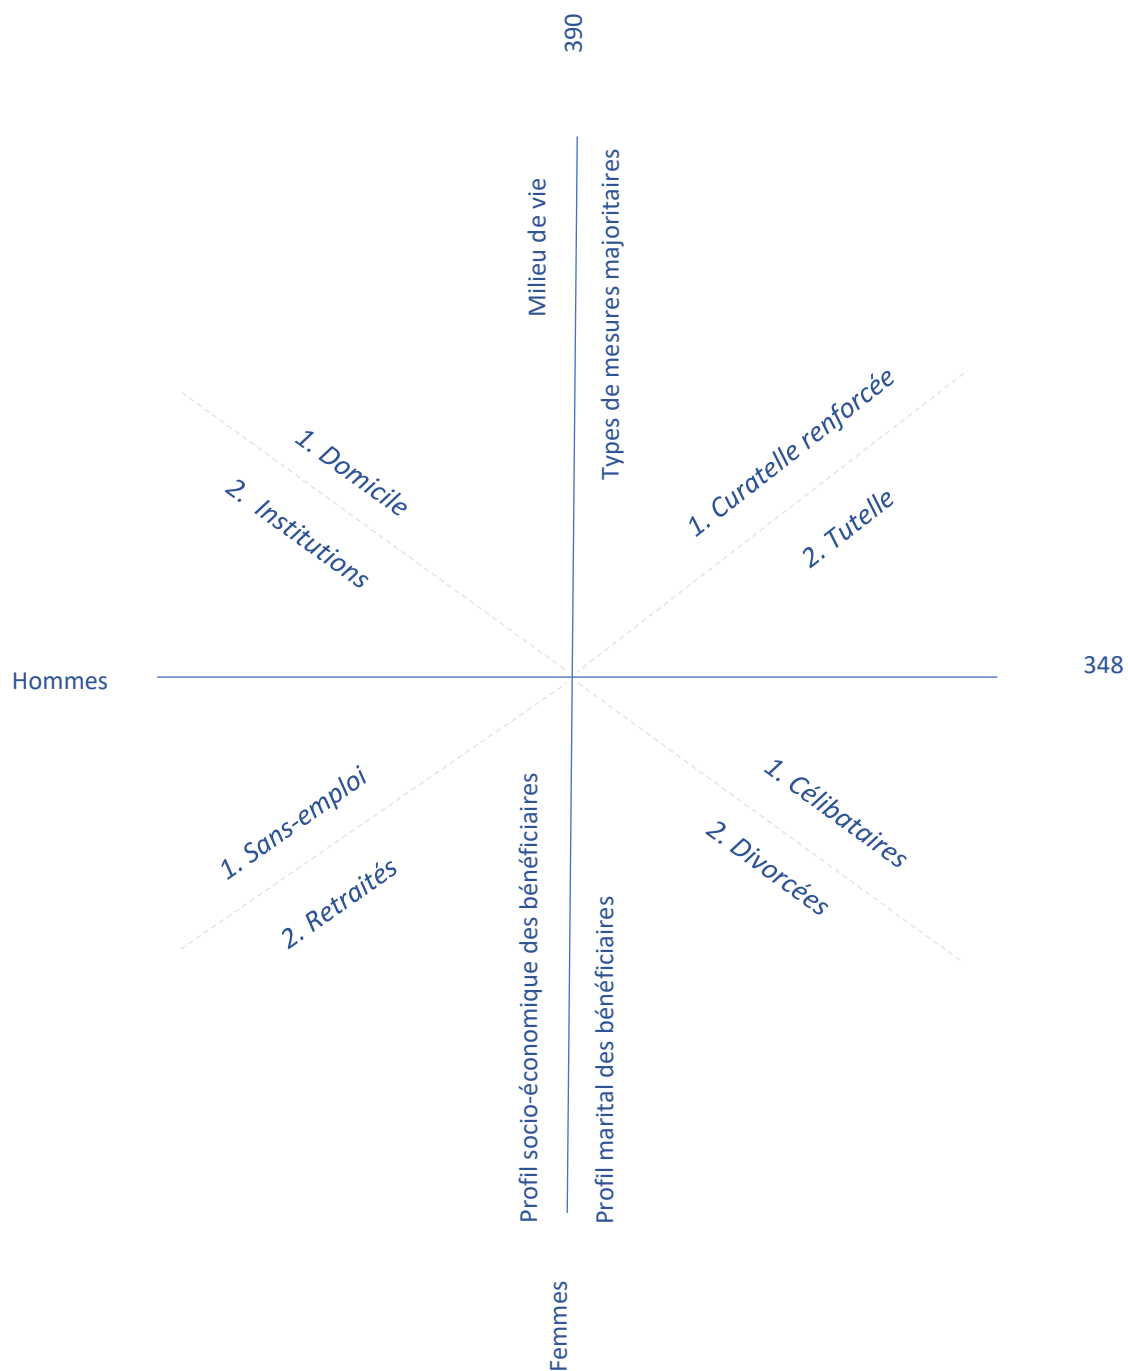 390
Milieu de vie
Types de mesures majoritaires
1. Domicile
2. Institutions
1. Curatelle renforcée
2. Tutelle
Hommes
348
1. Sans-emploi
2. Retraités
1. Célibataires
2. Divorcées
Profil socio-économique des bénéficiaires
Profil marital des bénéficiaires
Femmes